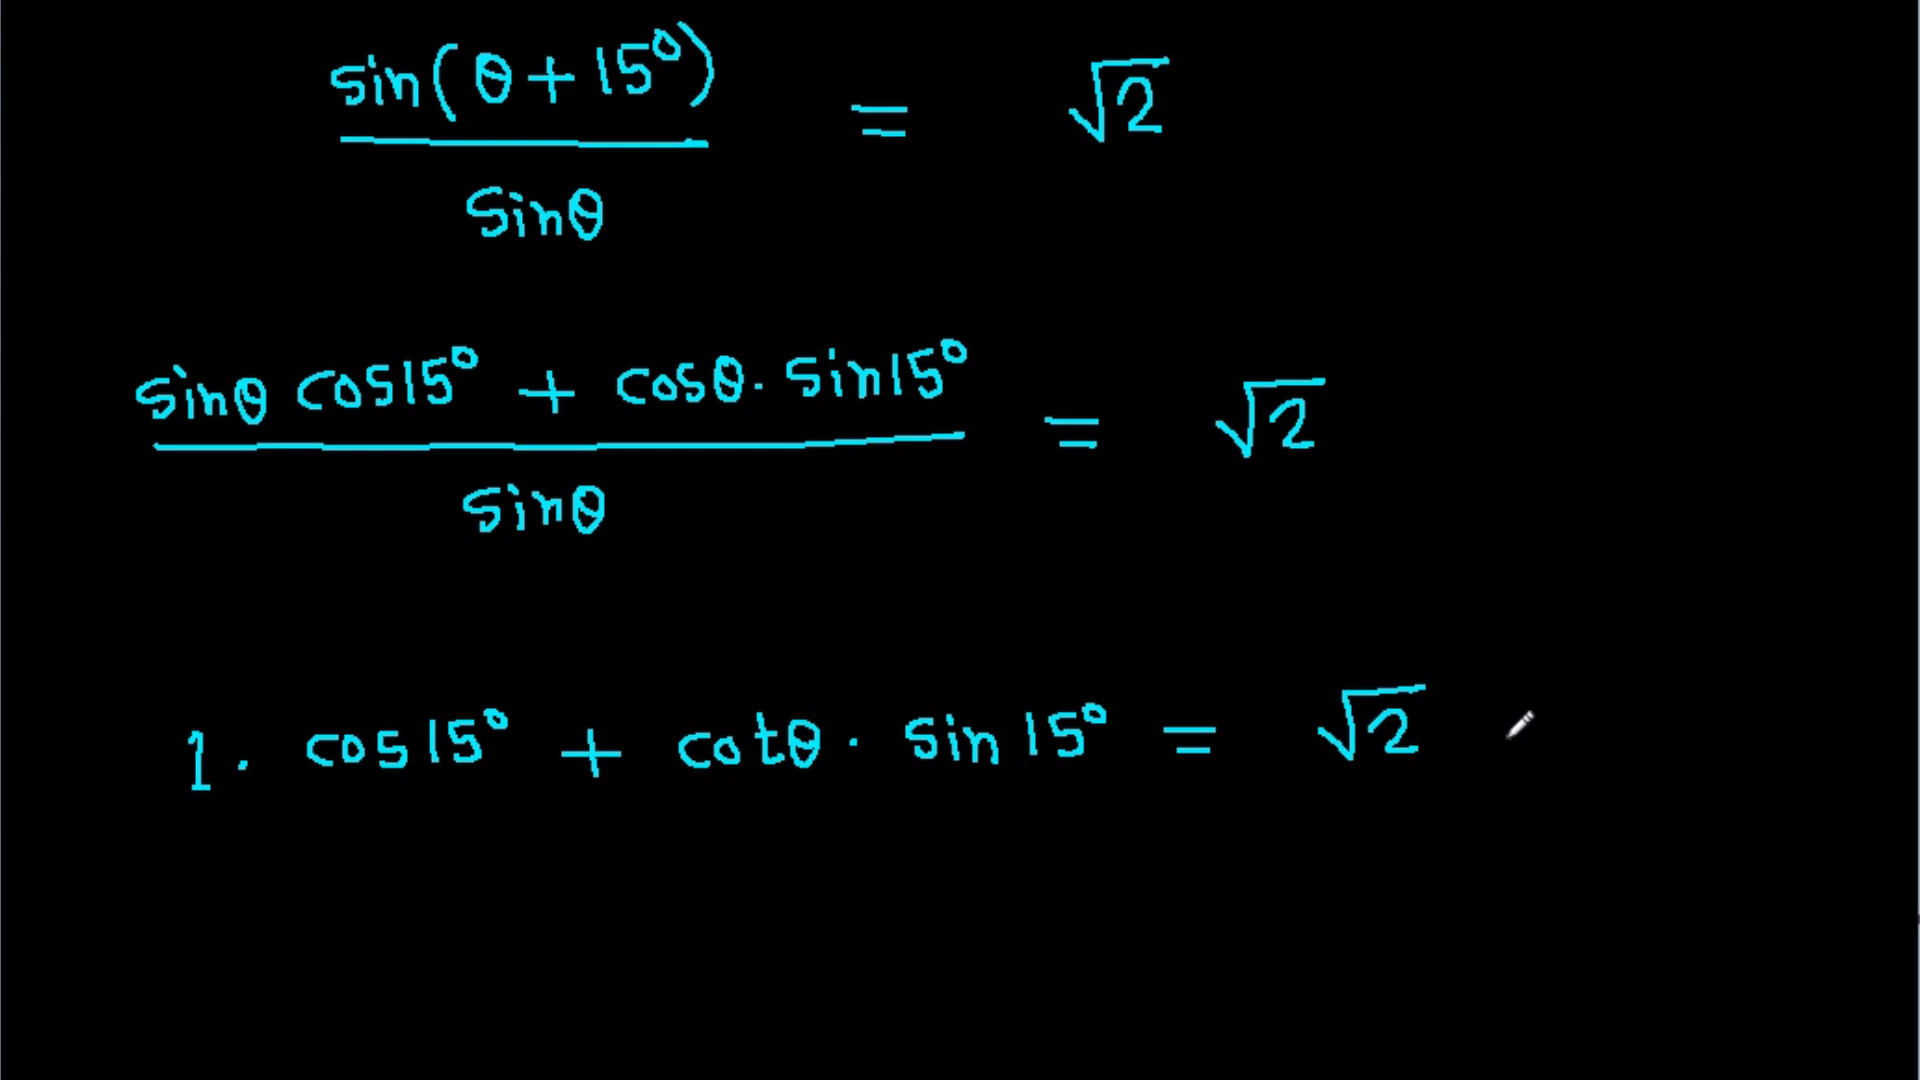 sin(θ + 15°) / sinθ = √2
sinθ cos15° + cosθ. sin15° / sinθ = √2
1. cos15° + cotθ. sin15° = √2